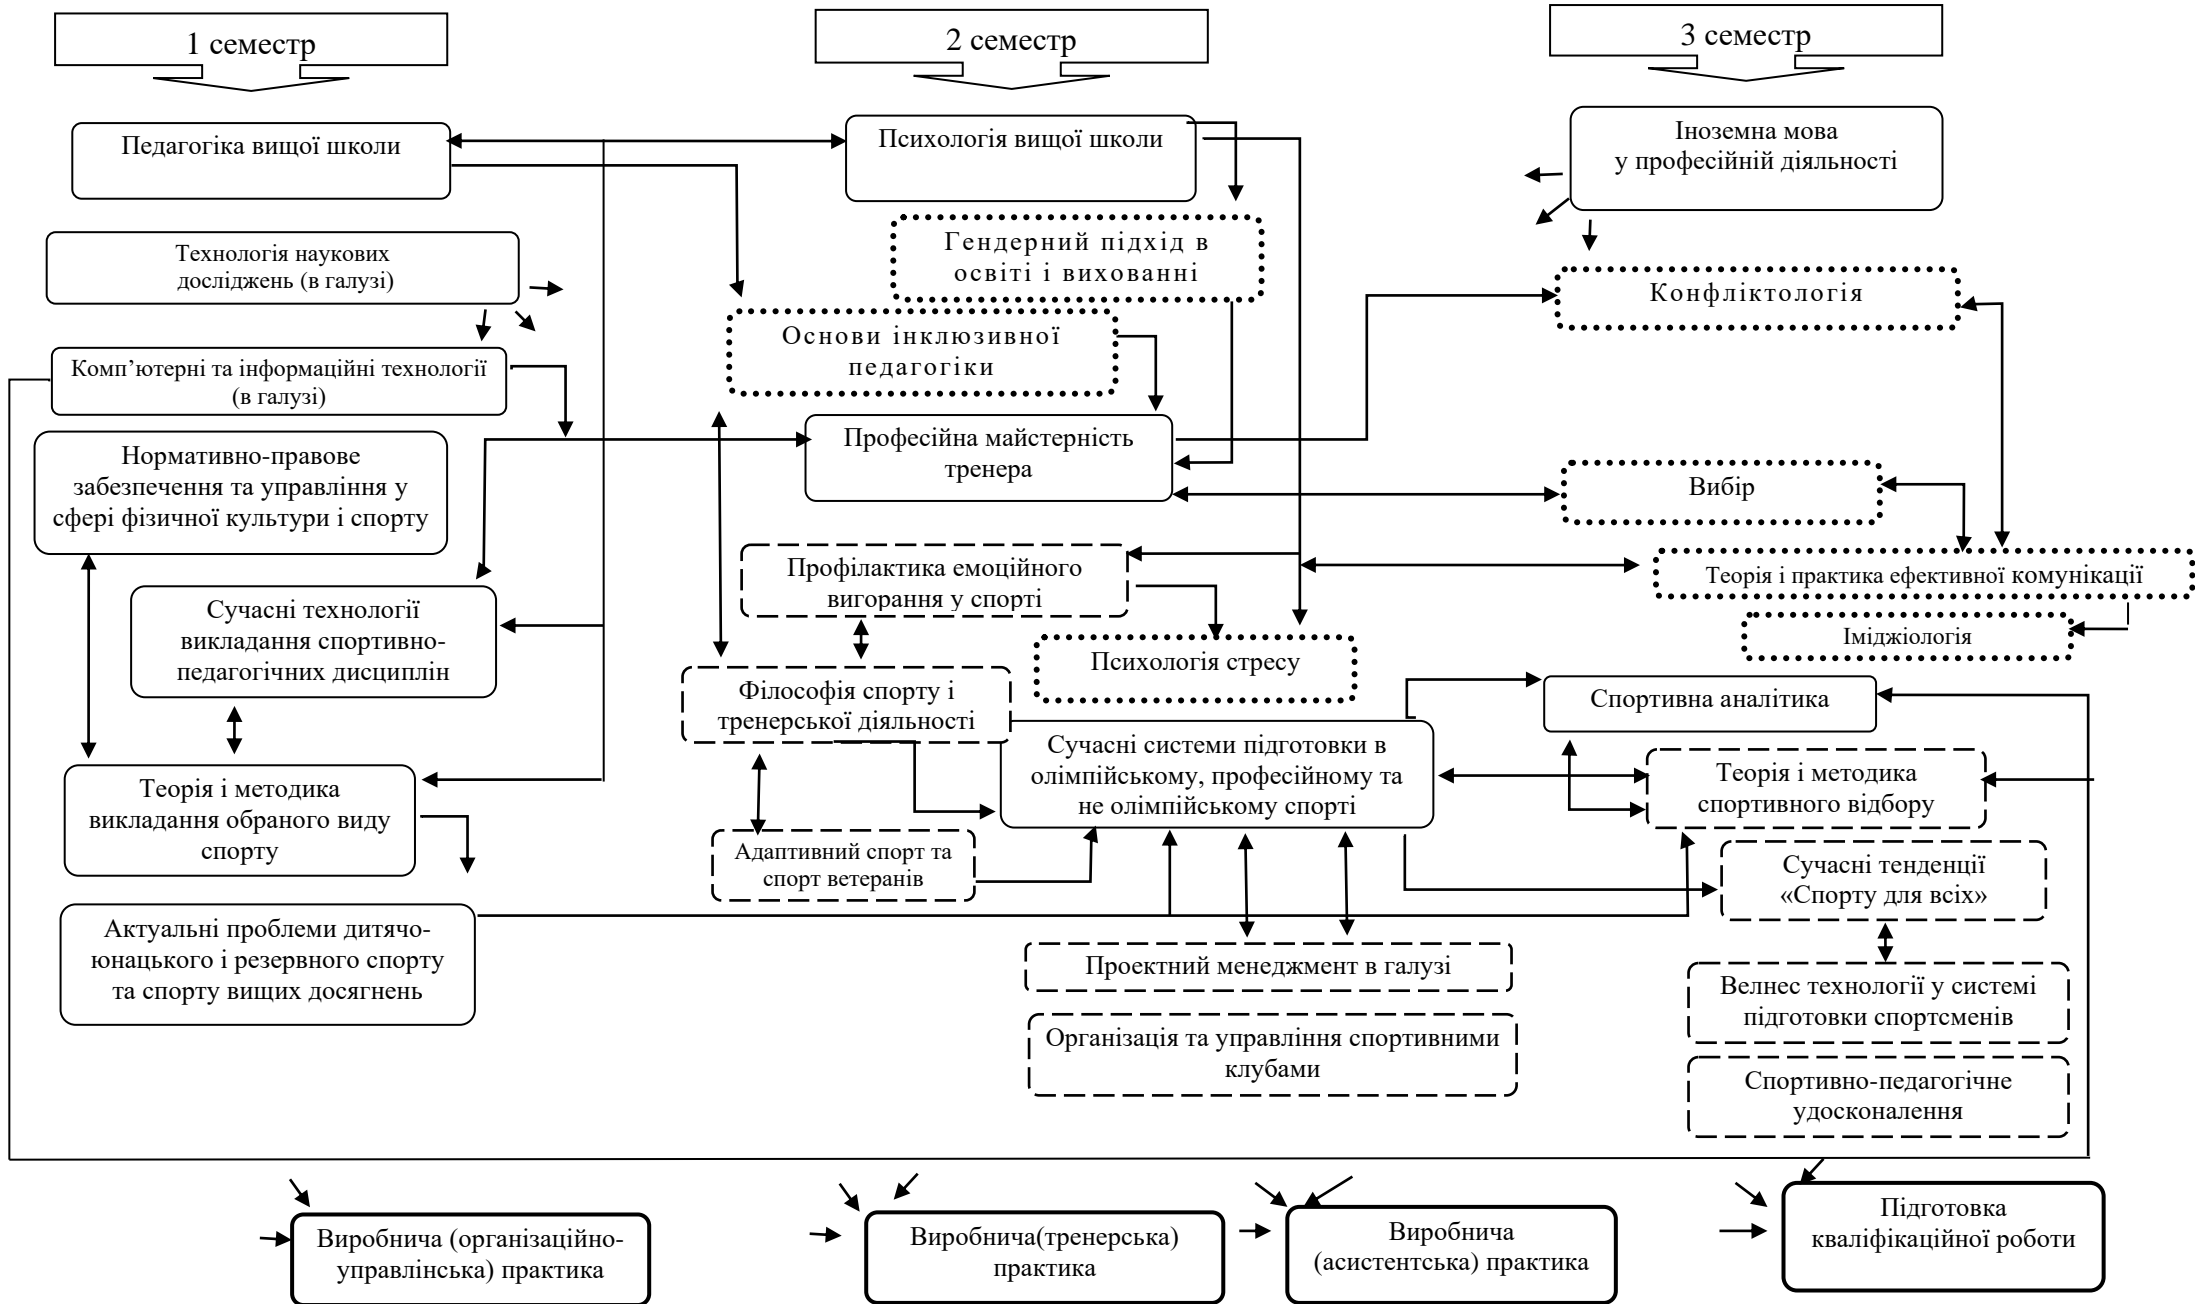 1 семестр
2 семестр
3 семестр
Педагогіка вищої школи
Психологія вищої школи
Іноземна мова
у професійній діяльності
Технологія наукових
досліджень (в галузі)
Гендерний підхід в
освіті і вихованні
Конфліктологія
Основи інклюзивної
педагогіки
Комп’ютерні та інформаційні технології
(в галузі)
Нормативно-правове
забезпечення та управління у
сфері фізичної культури і спорту
Професійна майстерність
тренера
Вибір
Профілактика емоційного
вигорання у спорті
Теорія і практика ефективної комунікації
Сучасні технології
викладання спортивно-
педагогічних дисциплін
Іміджіологія
Психологія стресу
Філософія спорту і
тренерської діяльності
Спортивна аналітика
Сучасні системи підготовки в
олімпійському, професійному та
не олімпійському спорті
Теорія і методика
спортивного відбору
Теорія і методика
викладання обраного виду
спорту
Адаптивний спорт та
спорт ветеранів
Сучасні тенденції
«Спорту для всіх»
Актуальні проблеми дитячо-
юнацького і резервного спорту
та спорту вищих досягнень
Проектний менеджмент в галузі
Велнес технології у системі
підготовки спортсменів
Організація та управління спортивними
клубами
Спортивно-педагогічне
удосконалення
Виробнича (організаційно-
управлінська) практика
Виробнича(тренерська)
практика
Виробнича
(асистентська) практика
Підготовка
кваліфікаційної роботи